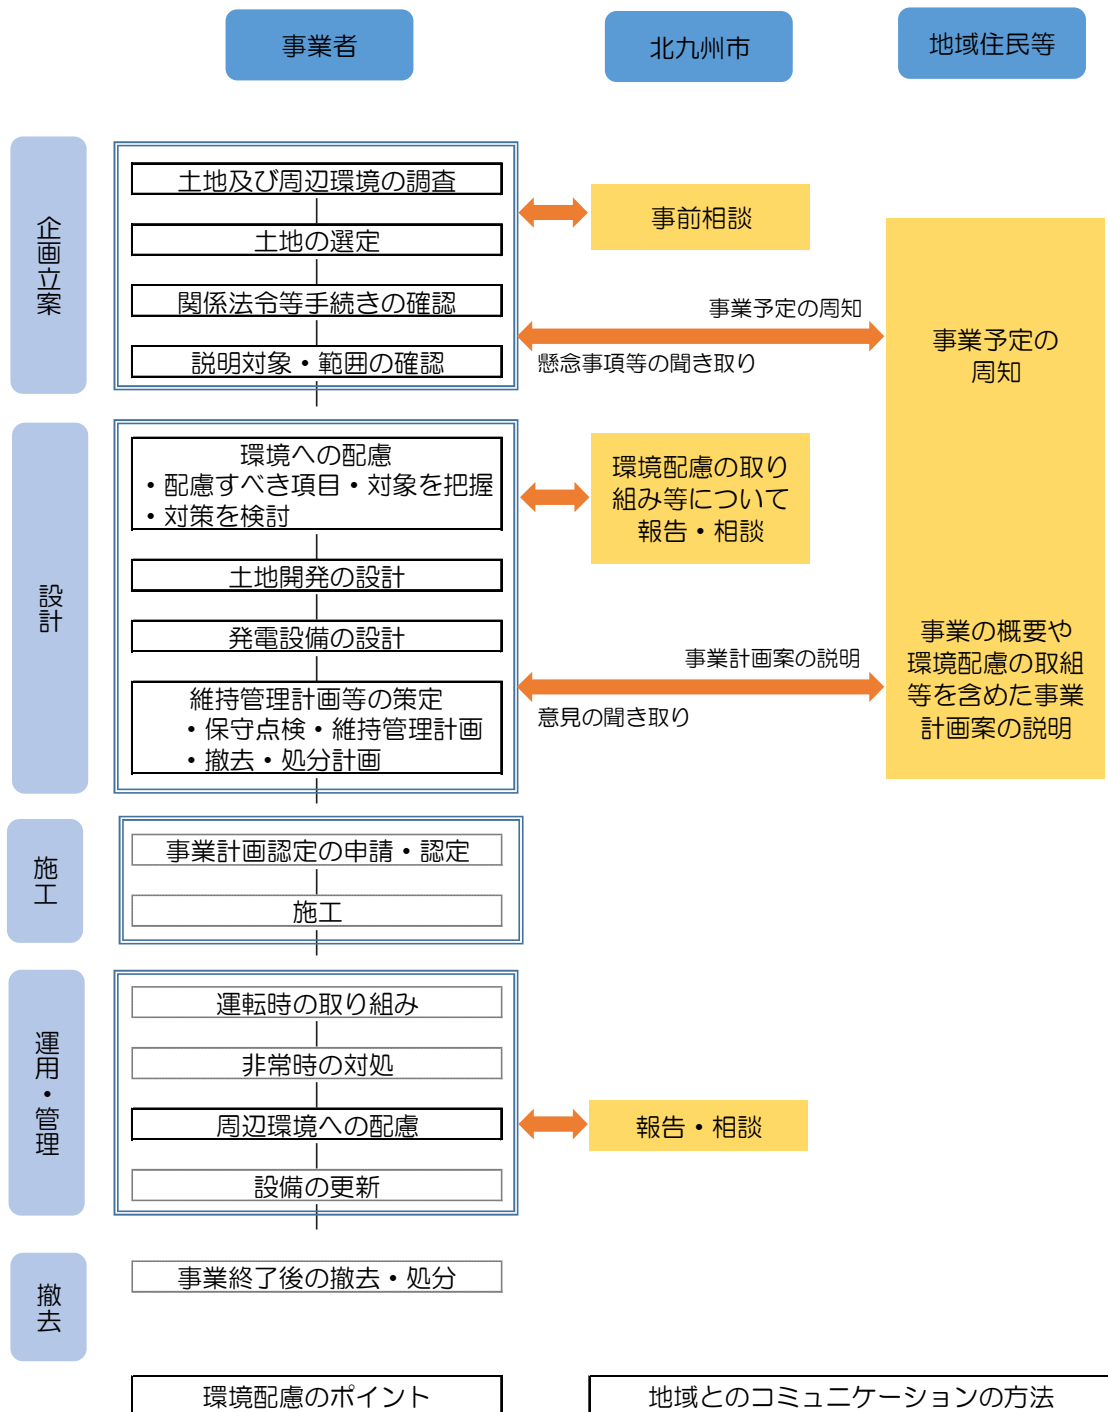 事業者
北九州市
地域住民等
企画立案
土地及び周辺環境の調査
土地の選定
関係法令等手続きの確認
説明対象・範囲の確認
事前相談
事業予定の周知
懸念事項等の聞き取り
事業予定の
周知
設計
環境への配慮
・配慮すべき項目・対象を把握
・対策を検討
土地開発の設計
発電設備の設計
維持管理計画等の策定
・保守点検・維持管理計画
・撤去・処分計画
環境配慮の取り
組み等について
報告・相談
事業計画案の説明
意見の聞き取り
事業の概要や
環境配慮の取組
等を含めた事業
計画案の説明
施工
事業計画認定の申請・認定
施工
運用・管理
運転時の取り組み
非常時の対処
周辺環境への配慮
設備の更新
報告・相談
撤去
事業終了後の撤去・処分
環境配慮のポイント
地域とのコミュニケーションの方法